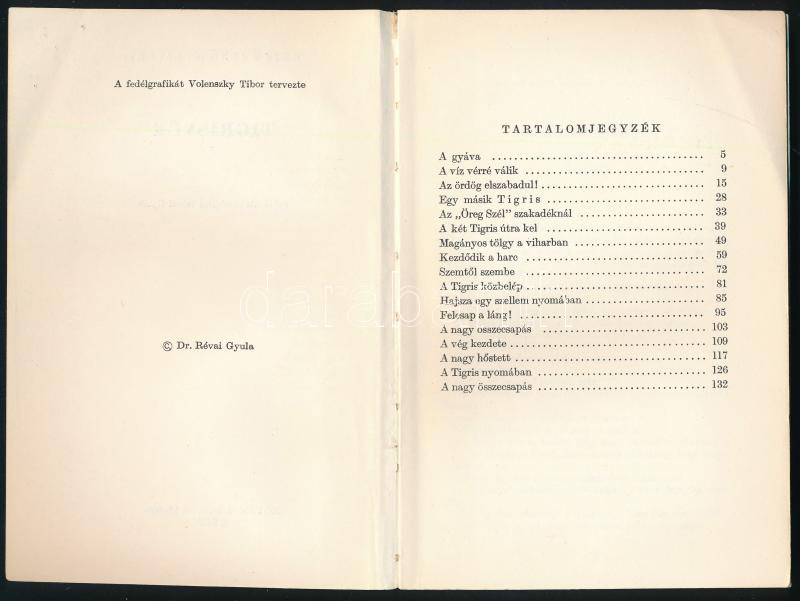 A fedélgrafikát Volenszky Tibor tervezte
© Dr. Révai Gyula
TARTALOMJEGYZÉK
A gyáva ........................................ 5
A víz vérré válik ........................................ 9
Az ördög elszabadul! ........................................ 15
Egy másik Tigris ........................................ 28
Az „Öreg Szél" szakadéknál ........................................ 33
A két Tigris útra kel ........................................ 39
Magányos tölgy a viharban ........................................ 49
Kezdődik a harc ........................................ 59
Szemtől szembe ........................................ 72
A Tigris közbelép ........................................ 81
Hajsza egy szellem nyomában ........................................ 85
Felcsap a láng! ........................................ 95
A nagy osszecsapás ........................................ 103
A vég kezdete ........................................ 109
A nagy hőstett ........................................ 117
A Tigris nyomában ........................................ 126
A nagy összecsapás ........................................ 132
darabanth